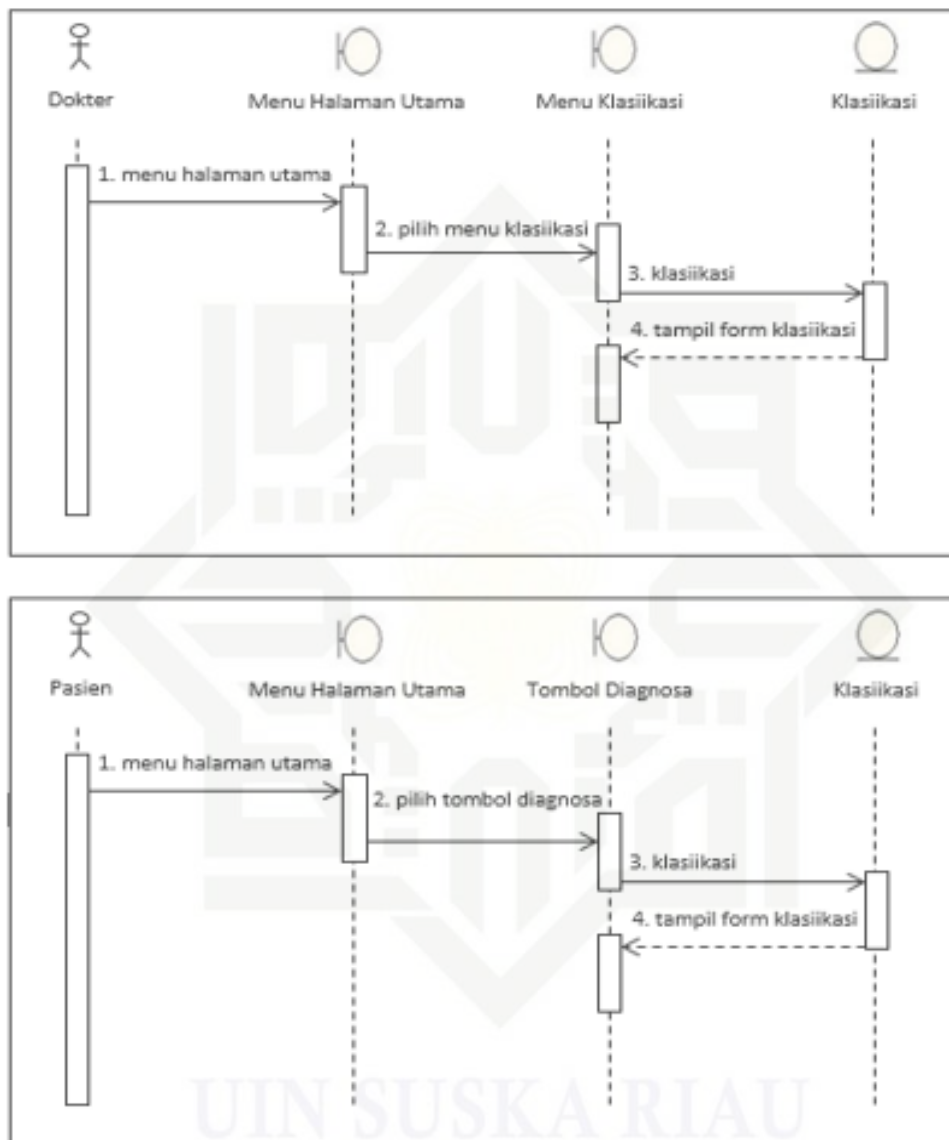 Dokter
Menu Halaman Utama
Menu Klasiikasi
Klasiikasi
1. menu halaman utama
2. pilih menu klasiikasi
3. klasiikasi
4. tampil form klasiikasi
Pasien
Menu Halaman Utama
Tombol Diagnosa
Klasiikasi
1. menu halaman utama
2. pilih tombol diagnosa
3. klasiikasi
4. tampil form klasiikasi
UIN SUSKA RIAU